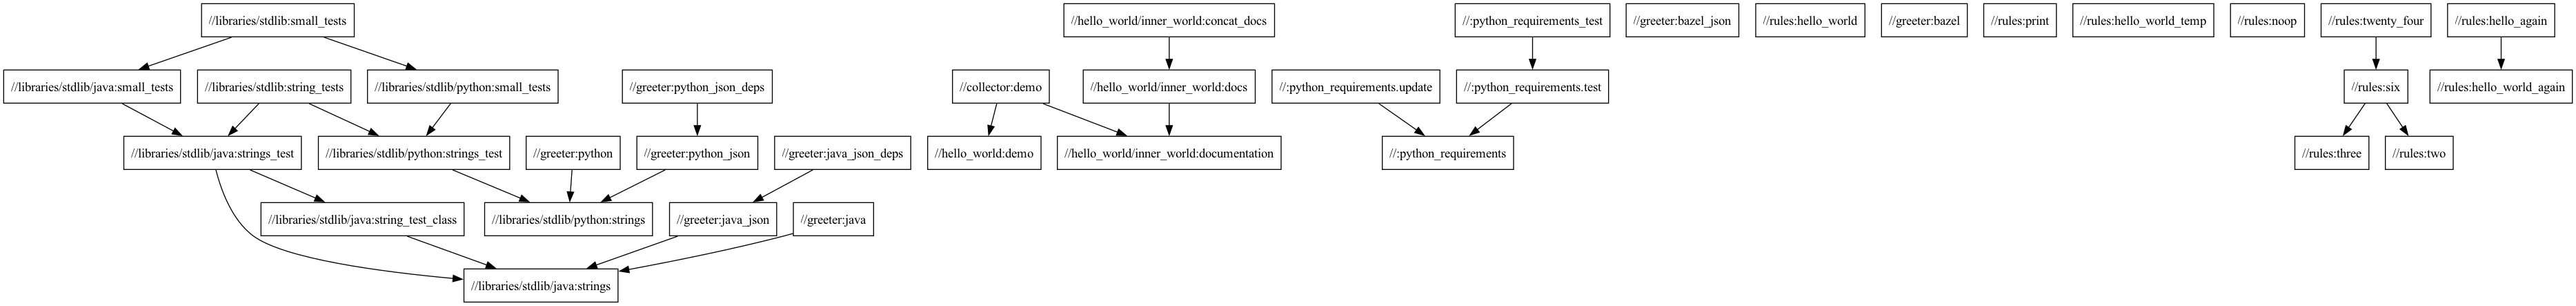 //libraries/stdlib:small_tests
//hello_world/inner_world:concat_docs
//:python_requirements_test
//greeter:bazel_json
//rules:hello_world
//greeter:bazel
//rules:print
//rules:hello_world_temp
//rules:noop
//rules:twenty_four
//rules:hello_again
//libraries/stdlib/java:small_tests
//libraries/stdlib:string_tests
//libraries/stdlib/python:small_tests
//greeter:python_json_deps
//collector:demo
//hello_world/inner_world:docs
//:python_requirements.update
//:python_requirements.test
//rules:six
//rules:hello_world_again
//libraries/stdlib/java:strings_test
//libraries/stdlib/python:strings_test
//greeter:python
//greeter:python_json
//greeter:java_json_deps
//hello_world:demo
//hello_world/inner_world:documentation
//:python_requirements
//rules:three
//rules:two
//libraries/stdlib/java:string_test_class
//libraries/stdlib/python:strings
//greeter:java_json
//greeter:java
//libraries/stdlib/java:strings